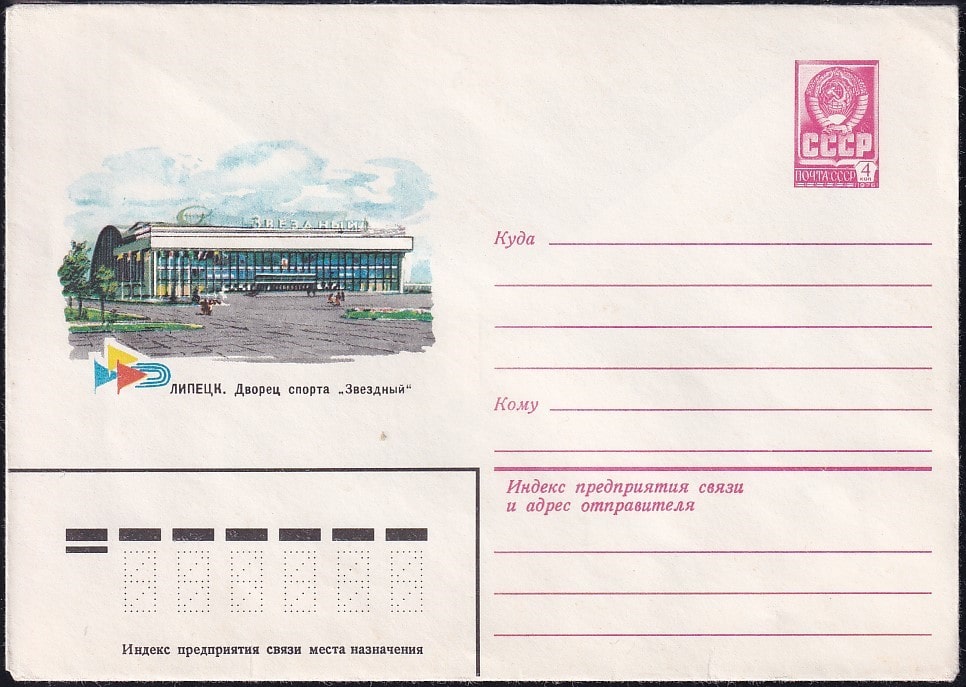 СССР
ПОЧТА СССР
4
КОП
1976
ЗВЕЗДНЫЙ
Куда
ЛИПЕЦК. Дворец спорта „Звездный“
Кому
Индекс предприятия связи
и адрес отправителя
Индекс предприятия связи места назначения